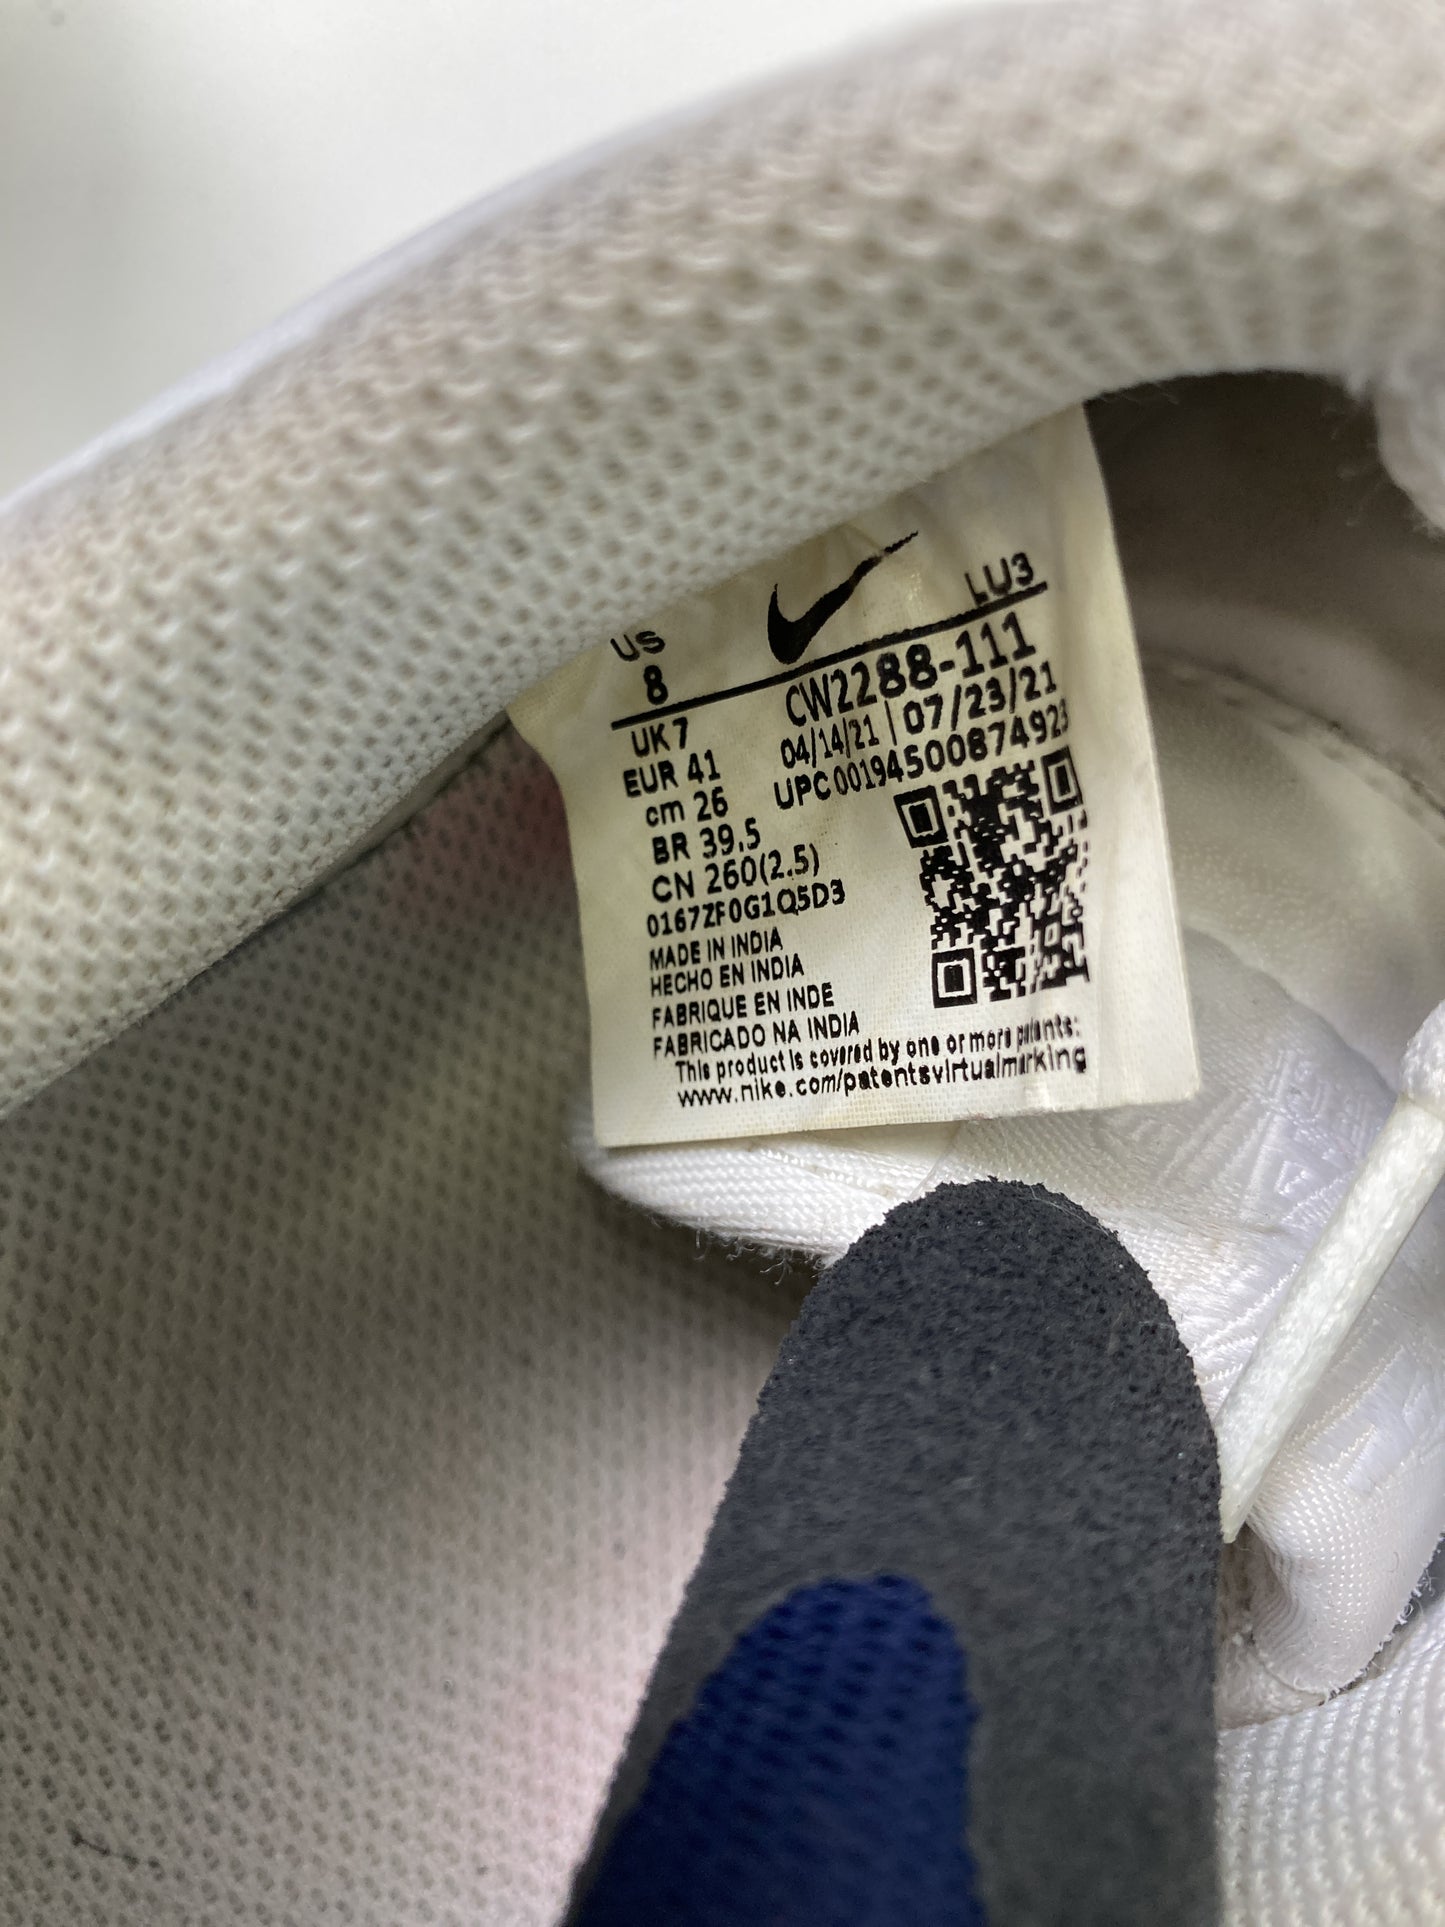 US
8
LU3
CW2288-111
UK 7
04/14/21 | 07/23/21
EUR 41
UPC 00194500874923
cm 26
BR 39.5
CN 260(2.5)
0167ZF0G1Q5D3
MADE IN INDIA
HECHO EN INDIA
FABRIQUE EN INDE
FABRICADO NA INDIA
This product is covered by one or more patents:
www.nike.com/patentsvirtualmarking